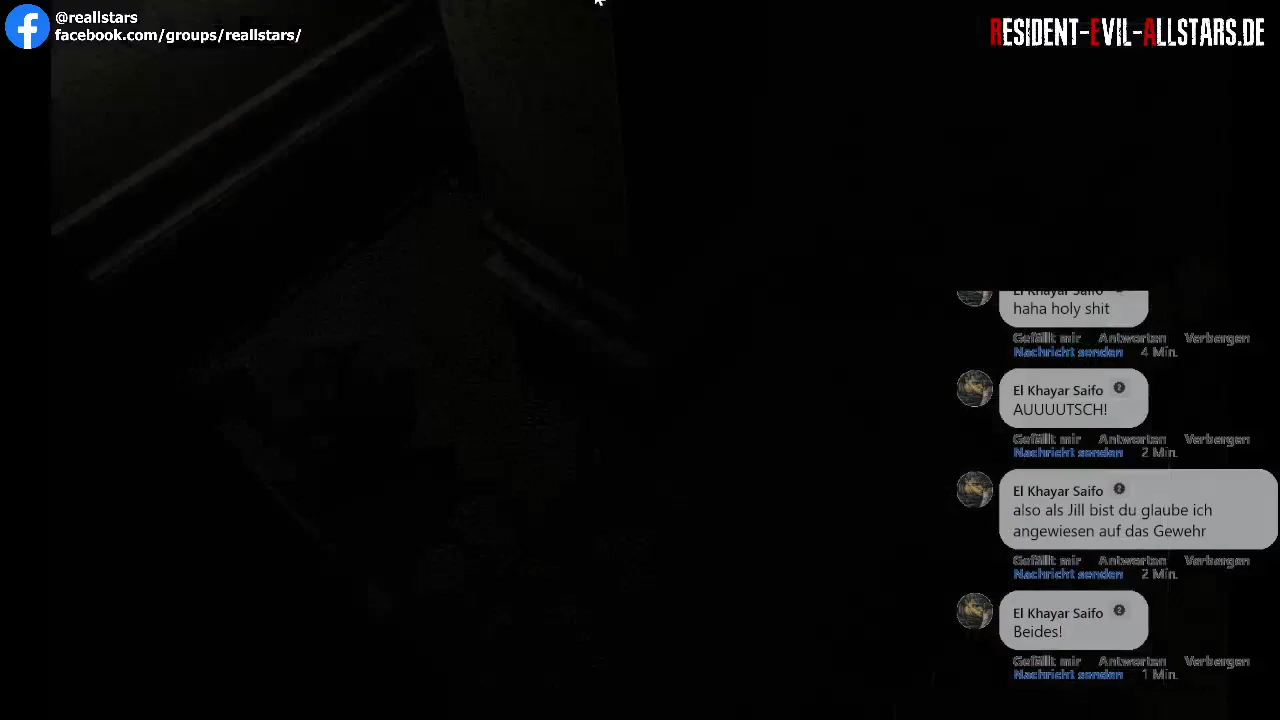 @reallstars
facebook.com/groups/reallstars/
RESIDENT-EVIL-ALLSTARS.DE
El Khayar Saifo
haha holy shit
Gefällt mir Antworten Verbergen
Nachricht senden 4 Min.
El Khayar Saifo
AUUUUTSCH!
Gefällt mir Antworten Verbergen
Nachricht senden 2 Min.
El Khayar Saifo
also als Jill bist du glaube ich
angewiesen auf das Gewehr
Gefällt mir Antworten Verbergen
Nachricht senden 2 Min.
El Khayar Saifo
Beides!
Gefällt mir Antworten Verbergen
Nachricht senden 1 Min.